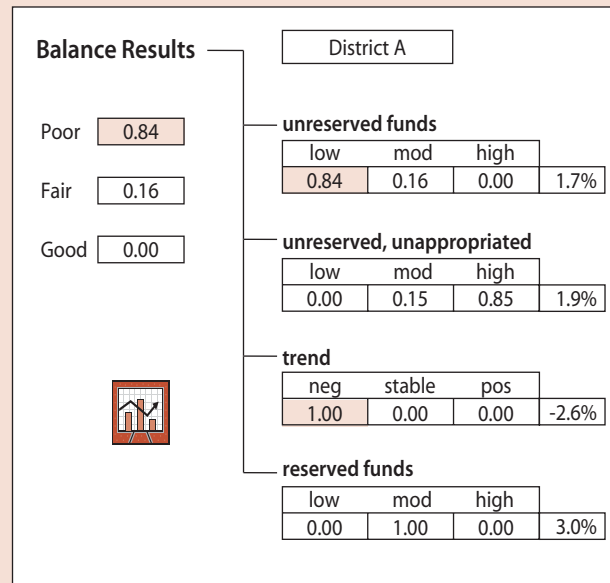 Balance Results
District A
Poor 0.84
Fair 0.16
Good 0.00
unreserved funds
low mod high
0.84 0.16 0.00 1.7%
unreserved, unappropriated
low mod high
0.00 0.15 0.85 1.9%
trend
neg stable pos
1.00 0.00 0.00 -2.6%
reserved funds
low mod high
0.00 1.00 0.00 3.0%